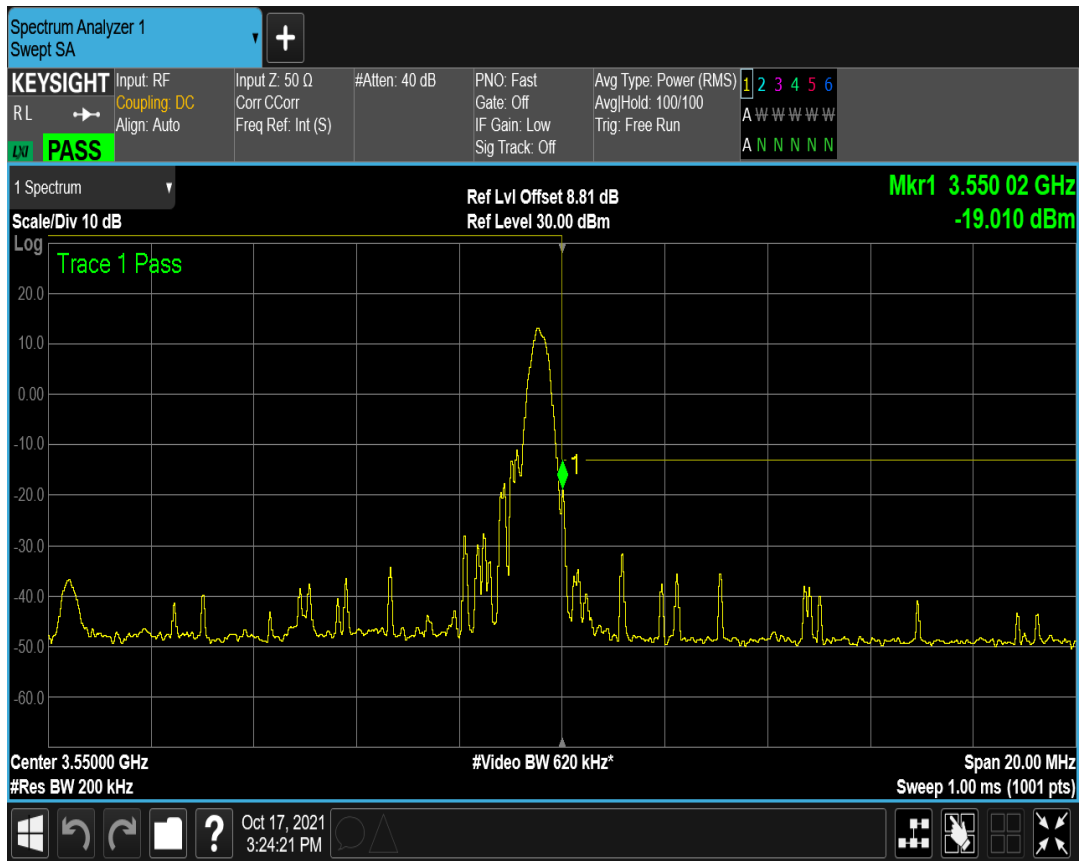 Spectrum Analyzer 1
Swept SA
KEYSIGHT
RL
LXI PASS
Input: RF
Coupling: DC
Align: Auto
Input Z: 50 Ω
Corr CCorr
Freq Ref: Int (S)
#Atten: 40 dB
PNO: Fast
Gate: Off
IF Gain: Low
Sig Track: Off
Avg Type: Power (RMS)
Avg|Hold: 100/100
Trig: Free Run
1 2 3 4 5 6
A W W W W W
A N N N N N
1 Spectrum
Scale/Div 10 dB
Ref Lvl Offset 8.81 dB
Ref Level 30.00 dBm
Mkr1 3.550 02 GHz
-19.010 dBm
Log
Trace 1 Pass
20.0
10.0
0.00
-10.0
1
-20.0
-30.0
-40.0
-50.0
-60.0
Center 3.55000 GHz
#Video BW 620 kHz*
Span 20.00 MHz
#Res BW 200 kHz
Sweep 1.00 ms (1001 pts)
?
Oct 17, 2021
3:24:21 PM